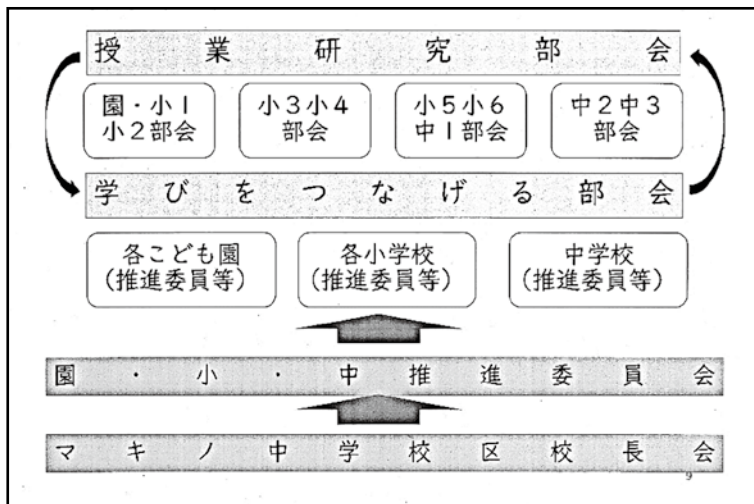 授業研究部会
園・小1
小2部会
小3小4
部会
小5小6
中1部会
中2中3
部会
学びをつなげる部会
各こども園
(推進委員等)
各小学校
(推進委員等)
中学校
(推進委員等)
園・小・中推進委員会
マキノ中学校区校長会
9